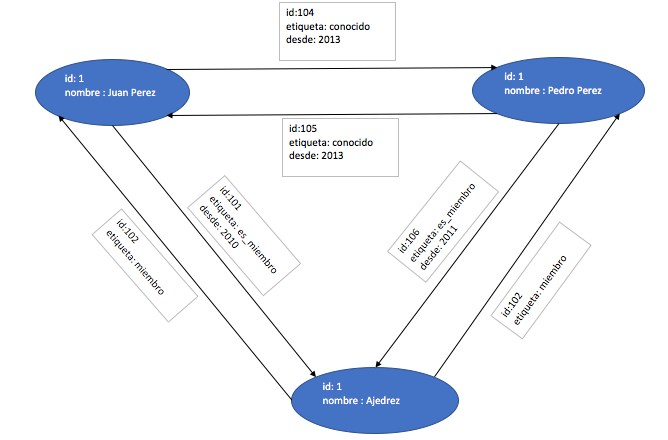 id:104
etiqueta: conocido
desde: 2013
id: 1
nombre : Juan Perez
id: 1
nombre : Pedro Perez
id:105
etiqueta: conocido
desde: 2013
id:102
etiqueta: miembro
id:101
etiqueta: es_miembro
desde: 2010
id:106
etiqueta: es_miembro
desde: 2011
id:102
etiqueta: miembro
id: 1
nombre : Ajedrez